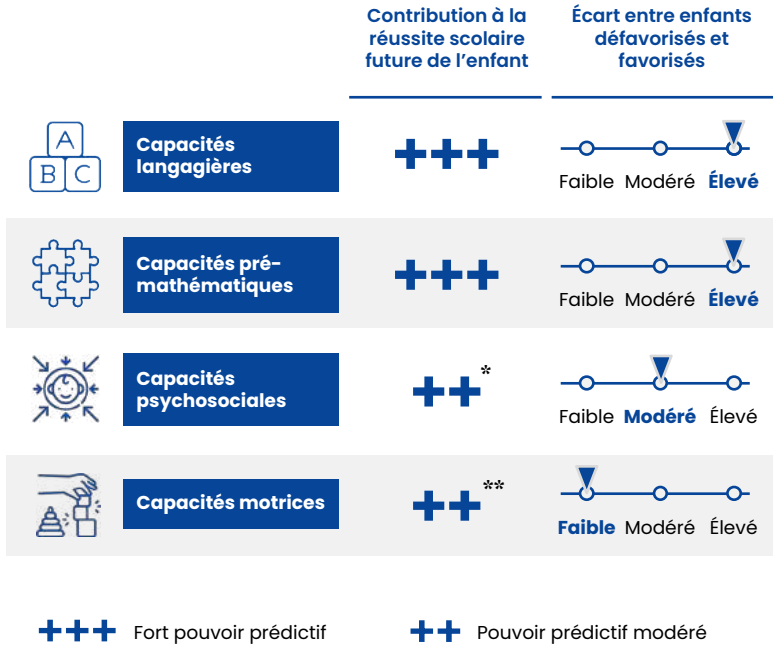 Contribution à la
réussite scolaire
future de l'enfant
Écart entre enfants
défavorisés et
favorisés
A
B C
Capacités
langagières
+++
Faible Modéré Élevé
Capacités pré-
mathématiques
+++
Faible Modéré Élevé
Capacités
psychosociales
++*
Faible Modéré Élevé
Capacités motrices
++**
Faible Modéré Élevé
+++ Fort pouvoir prédictif
++ Pouvoir prédictif modéré